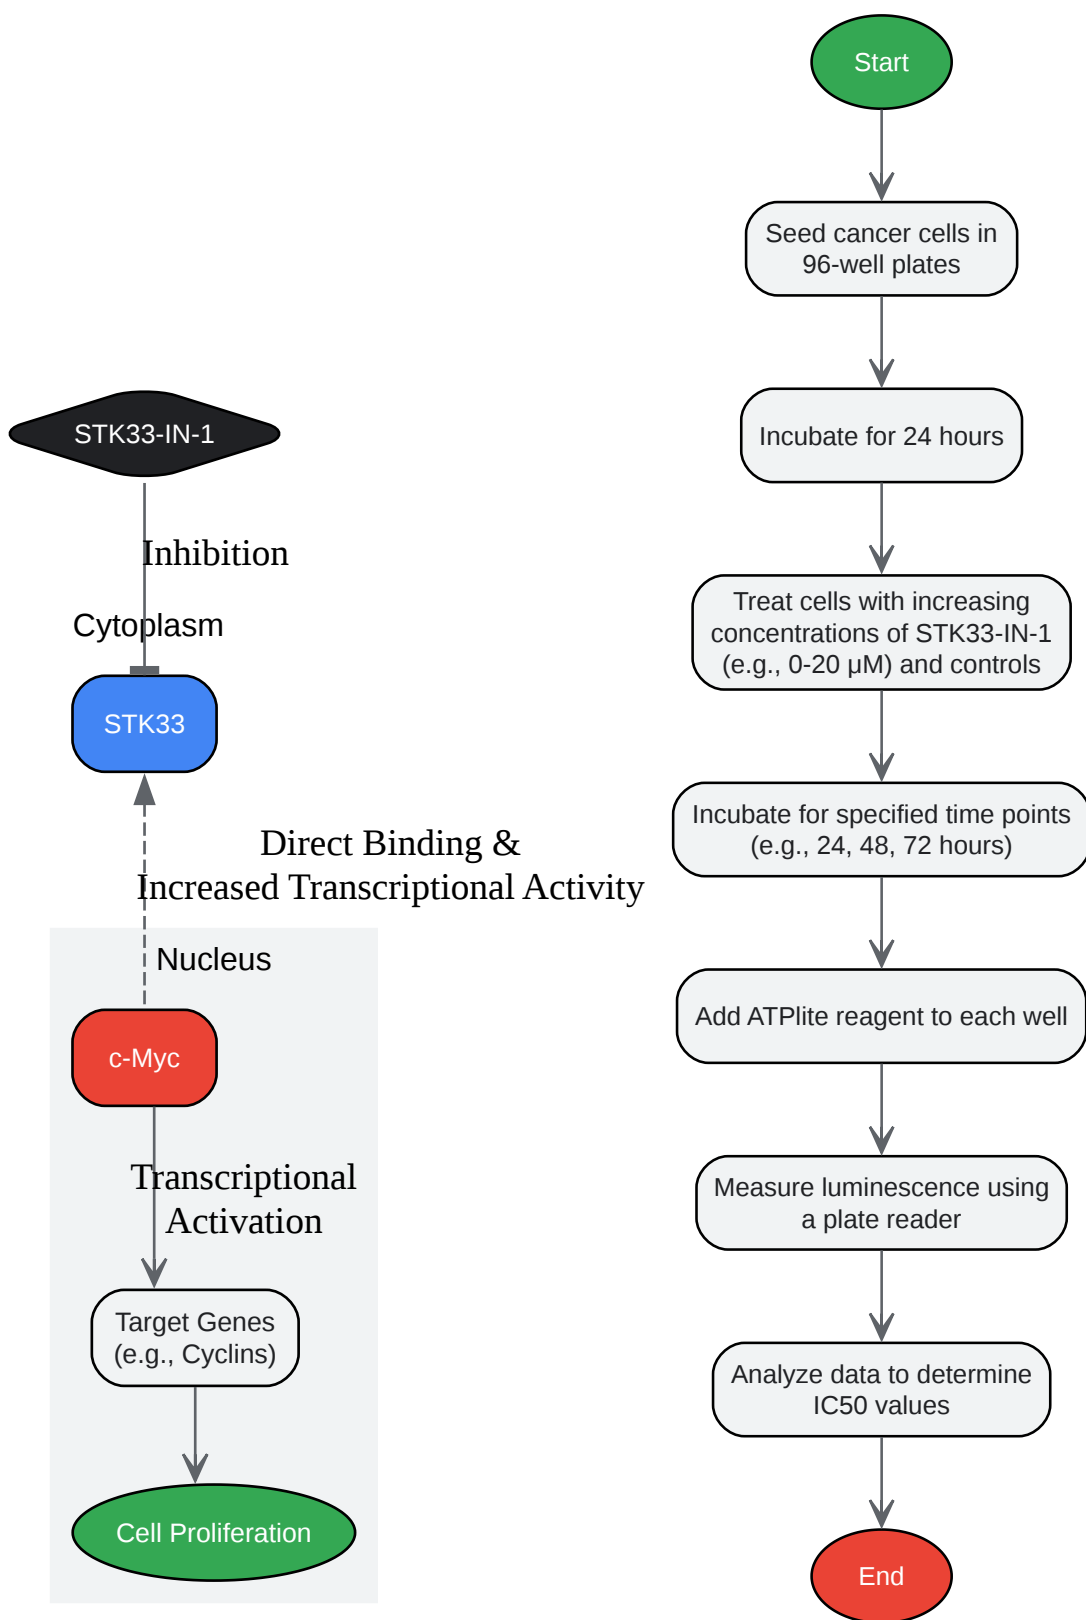 STK33-IN-1
Inhibition
Cytoplasm
STK33
Direct Binding &
Increased Transcriptional Activity
Nucleus
c-Myc
Transcriptional
Activation
Target Genes
(e.g., Cyclins)
Cell Proliferation
Start
Seed cancer cells in
96-well plates
Incubate for 24 hours
Treat cells with increasing
concentrations of STK33-IN-1
(e.g., 0-20 μM) and controls
Incubate for specified time points
(e.g., 24, 48, 72 hours)
Add ATPlite reagent to each well
Measure luminescence using
a plate reader
Analyze data to determine
IC50 values
End